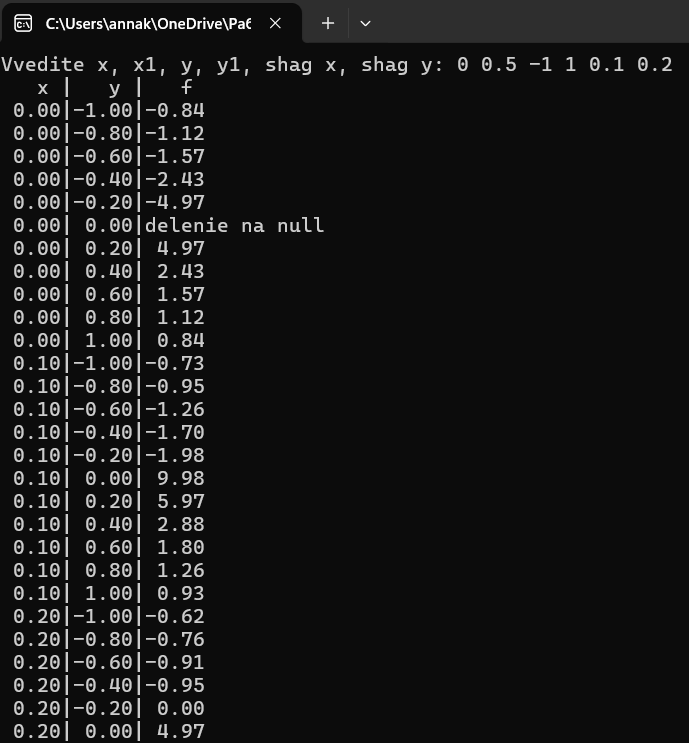 C:\Users\annak\OneDrive\Раб
Vvedite x, x1, y, y1, shag x, shag y: 0 0.5 -1 1 0.1 0.2
x | y | f
0.00|-1.00|-0.84
0.00|-0.80|-1.12
0.00|-0.60|-1.57
0.00|-0.40|-2.43
0.00|-0.20|-4.97
0.00| 0.00|delenie na null
0.00| 0.20| 4.97
0.00| 0.40| 2.43
0.00| 0.60| 1.57
0.00| 0.80| 1.12
0.00| 1.00| 0.84
0.10|-1.00|-0.73
0.10|-0.80|-0.95
0.10|-0.60|-1.26
0.10|-0.40|-1.70
0.10|-0.20|-1.98
0.10| 0.00| 9.98
0.10| 0.20| 5.97
0.10| 0.40| 2.88
0.10| 0.60| 1.80
0.10| 0.80| 1.26
0.10| 1.00| 0.93
0.20|-1.00|-0.62
0.20|-0.80|-0.76
0.20|-0.60|-0.91
0.20|-0.40|-0.95
0.20|-0.20| 0.00
0.20| 0.00| 4.97